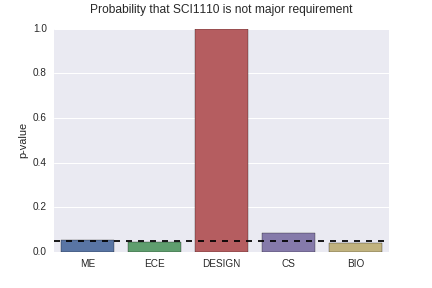 Probability that SCI1110 is not major requirement
1.0
0.8
0.6
0.4
0.2
0.0
p-value
ME ECE DESIGN CS BIO